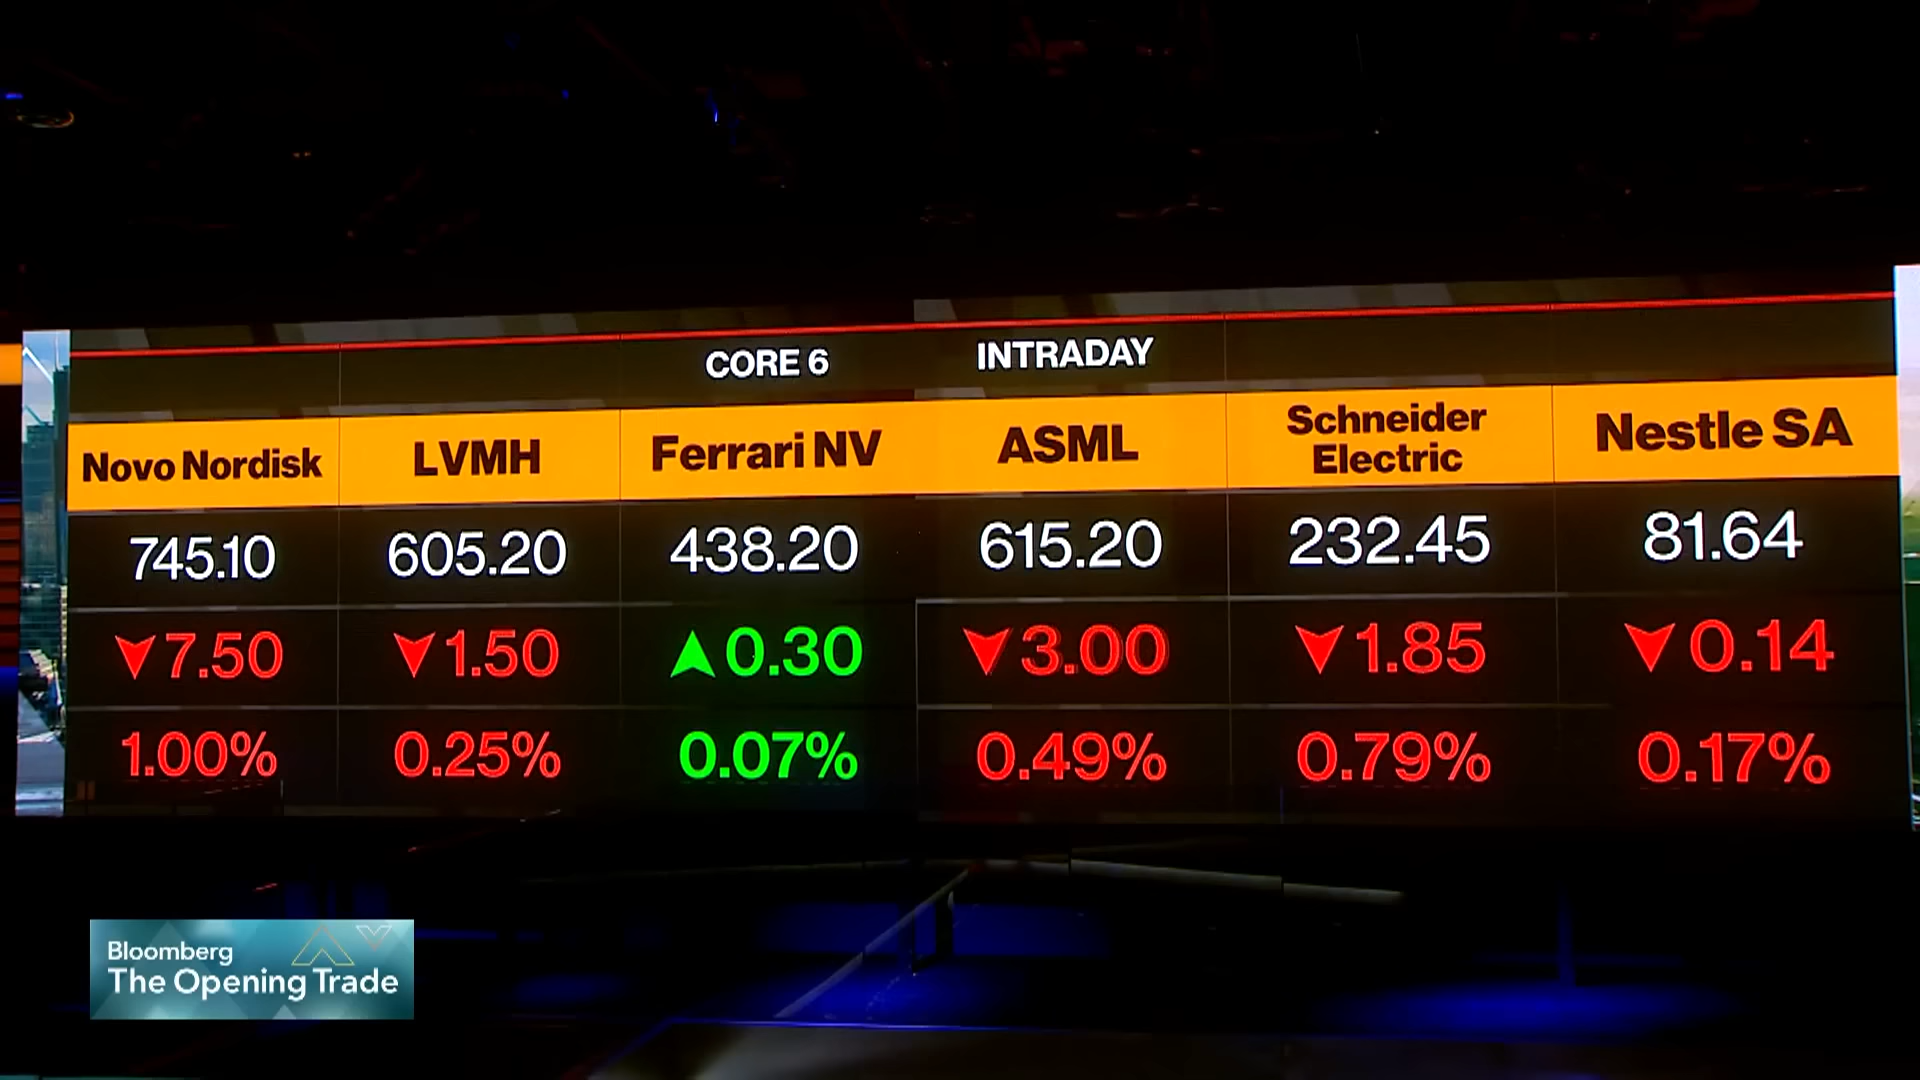 CORE 6 INTRADAY
Novo Nordisk LVMH Ferrari NV ASML Schneider Electric Nestle SA
745.10 605.20 438.20 615.20 232.45 81.64
7.50 1.50 0.30 3.00 1.85 0.14
1.00% 0.25% 0.07% 0.49% 0.79% 0.17%
Bloomberg
The Opening Trade